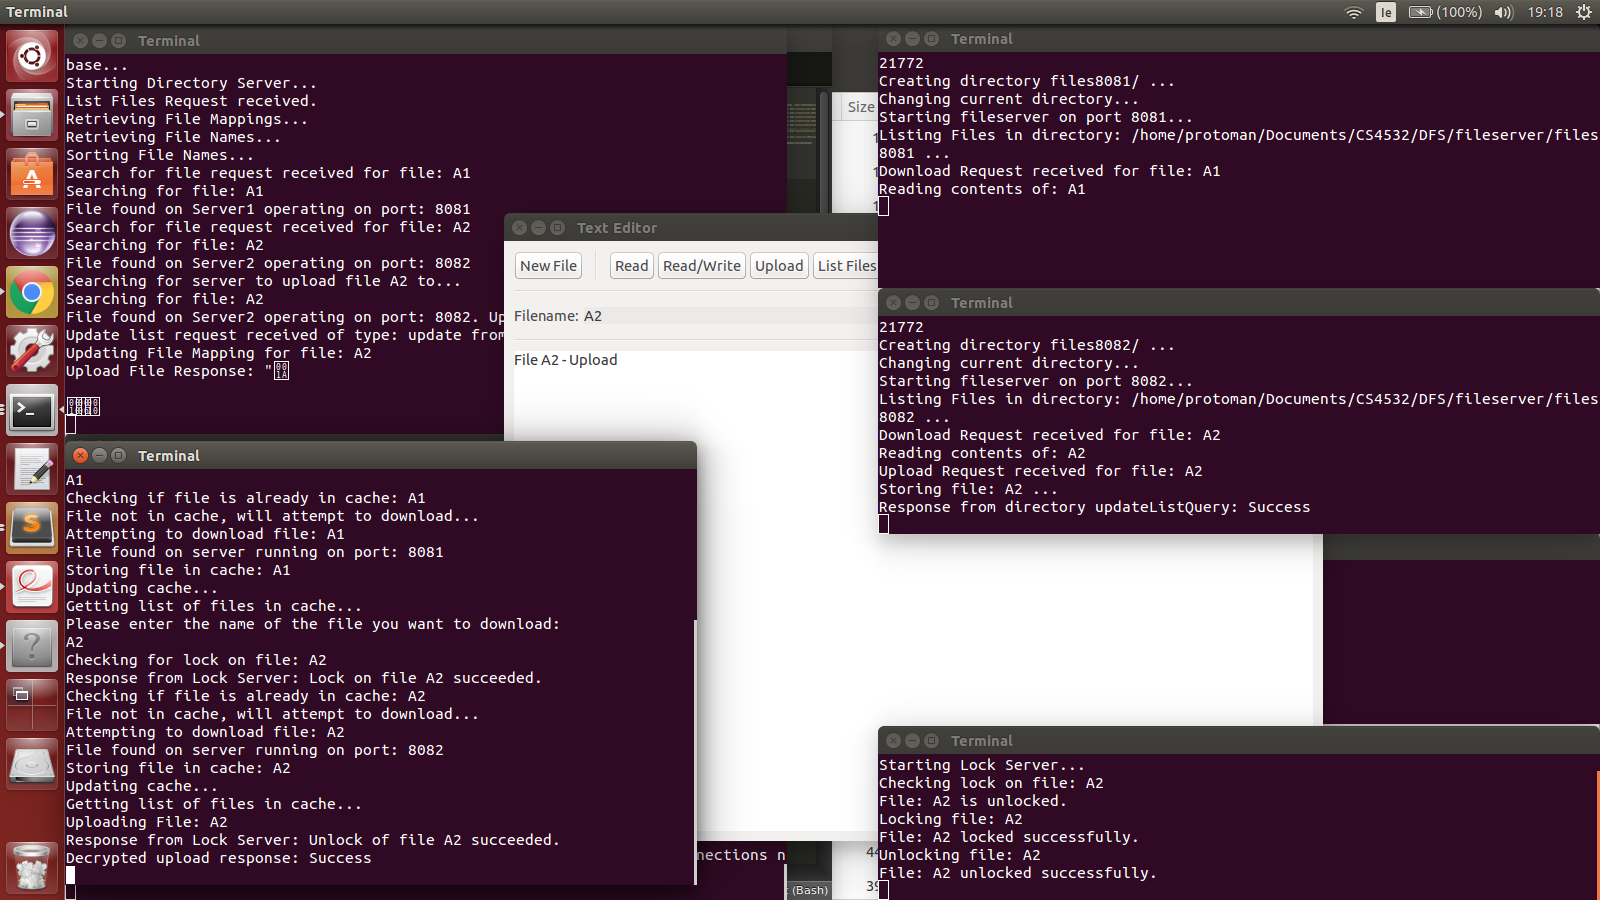 Terminal
Ie
(100%)
19:18
Terminal
base...
Starting Directory Server...
List Files Request received.
Retrieving File Mappings...
Retrieving File Names...
Sorting File Names...
Search for file request received for file: A1
Searching for file: A1
File found on Server1 operating on port: 8081
Search for file request received for file: A2
Searching for file: A2
File found on Server2 operating on port: 8082
Searching for server to upload file A2 to...
Searching for file: A2
File found on Server2 operating on port: 8082. Up
Update list request received of type: update from
Updating File Mapping for file: A2
Upload File Response: "
Size
Text Editor
New File
Read
Read/Write
Upload
List Files
Filename: A2
File A2 - Upload
Terminal
21772
Creating directory files8081/ ...
Changing current directory...
Starting fileserver on port 8081...
Listing Files in directory: /home/protoman/Documents/CS4532/DFS/fileserver/files
8081 ...
Download Request received for file: A1
Reading contents of: A1
Terminal
21772
Creating directory files8082/ ...
Changing current directory...
Starting fileserver on port 8082...
Listing Files in directory: /home/protoman/Documents/CS4532/DFS/fileserver/files
8082 ...
Download Request received for file: A2
Reading contents of: A2
Upload Request received for file: A2
Storing file: A2 ...
Response from directory updateListQuery: Success
Terminal
A1
Checking if file is already in cache: A1
File not in cache, will attempt to download...
Attempting to download file: A1
File found on server running on port: 8081
Storing file in cache: A1
Updating cache...
Getting list of files in cache...
Please enter the name of the file you want to download:
A2
Checking for lock on file: A2
Response from Lock Server: Lock on file A2 succeeded.
Checking if file is already in cache: A2
File not in cache, will attempt to download...
Attempting to download file: A2
File found on server running on port: 8082
Storing file in cache: A2
Updating cache...
Getting list of files in cache...
Uploading File: A2
Response from Lock Server: Unlock of file A2 succeeded.
Decrypted upload response: Success
nections n
(Bash)
44
39
Terminal
Starting Lock Server...
Checking lock on file: A2
File: A2 is unlocked.
Locking file: A2
File: A2 locked successfully.
Unlocking file: A2
File: A2 unlocked successfully.